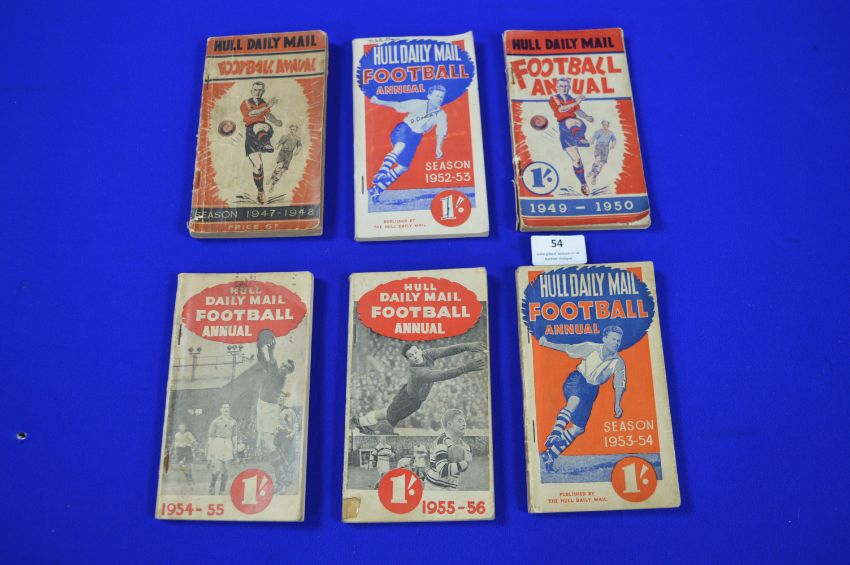 HULL DAILY MAIL
FOOTBALL ANNUAL
SEASON 1947-1948
PRICE 6D
HULL DAILY MAIL
FOOTBALL
ANNUAL
SEASON
1952-53
1/-
PUBLISHED BY
THE HULL DAILY MAIL
HULL DAILY MAIL
FOOTBALL
ANNUAL
1/-
1949 - 1950
54
HULL
DAILY MAIL
FOOTBALL
ANNUAL
1/-
1954-55
HULL
DAILY MAIL
FOOTBALL
ANNUAL
1/-
1955-56
HULL DAILY MAIL
FOOTBALL
ANNUAL
SEASON
1953-54
1/-
PUBLISHED BY
THE HULL DAILY MAIL